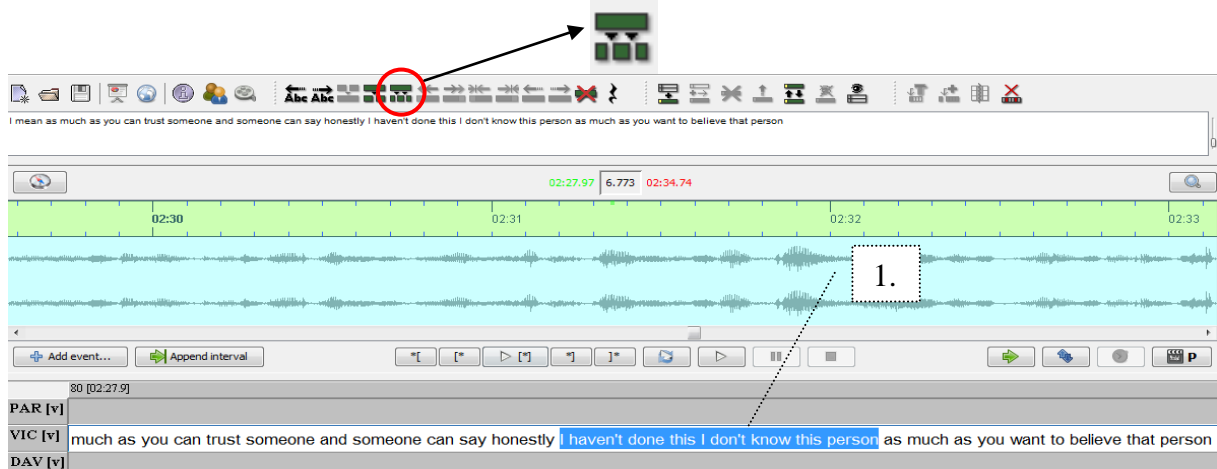 Abc Abc
I mean as much as you can trust someone and someone can say honestly I haven't done this I don't know this person as much as you want to believe that person
02:27.97 6.773 02:34.74
02:30 02:31 02:32 02:33
1.
Add event... Append interval *[ [* [*] *] ]* P
80 [02:27.9]
PAR [v]
VIC [v] much as you can trust someone and someone can say honestly I haven't done this I don't know this person as much as you want to believe that person
DAV [v]